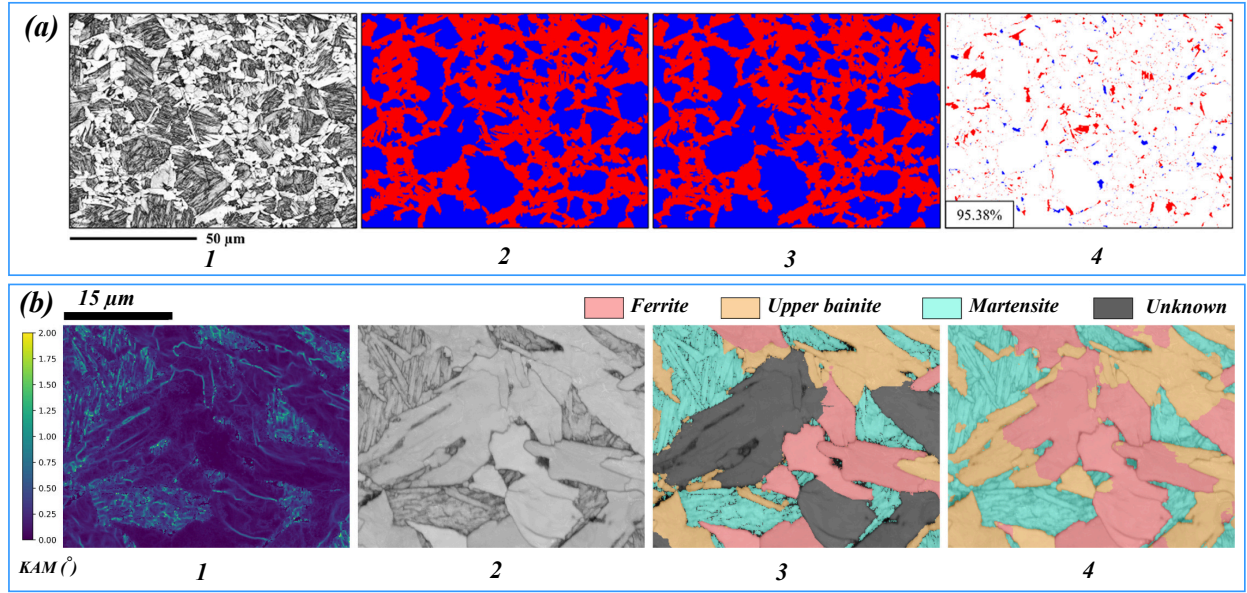 (a)
95.38%
50 µm
1
2
3
4
(b)
15 µm
Ferrite
Upper bainite
Martensite
Unknown
2.00
1.75
1.50
1.25
1.00
0.75
0.50
0.25
0.00
KAM (°)
1
2
3
4